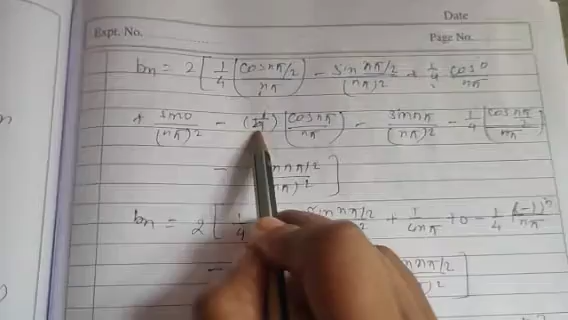 Date
Expt. No.
Page No.
bn = 2 [ 1/4 ( cos nπ/2 / nπ ) - sin nπ/2 / (nπ)² + 1/4 cos 0 / nπ
+ sin 0 / (nπ)² - [ cos nπ / nπ ] - sin nπ / (nπ)² - 1/4 [ cos nπ/2 / nπ ]
nπ/2 / nπ)² ]
bn = 2 [ 1/4 sin nπ/2 + 1/4nπ + 0 - 1/4 (-1)ⁿ / nπ
- nπ/2 )² ]